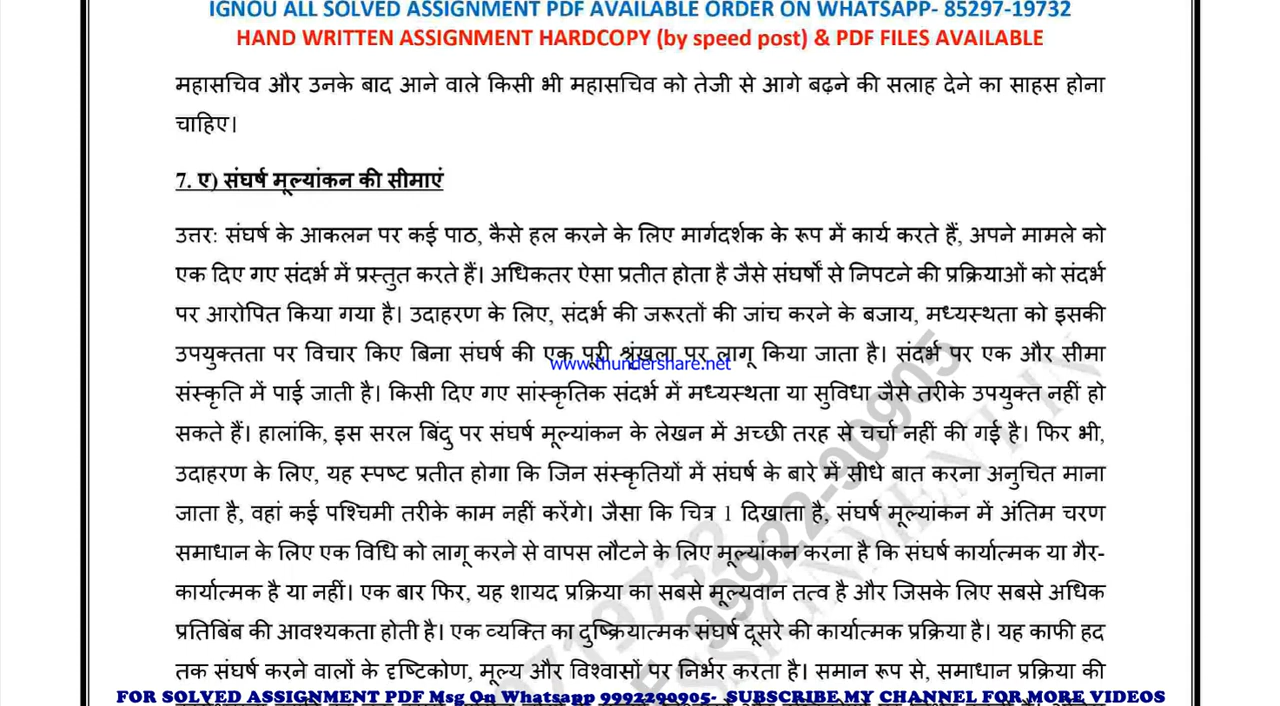 IGNOU ALL SOLVED ASSIGNMENT PDF AVAILABLE ORDER ON WHATSAPP- 85297-19732
HAND WRITTEN ASSIGNMENT HARDCOPY (by speed post) & PDF FILES AVAILABLE
महासचिव और उनके बाद आने वाले किसी भी महासचिव को तेजी से आगे बढ़ने की सलाह देने का साहस होना
चाहिए।
7. ए) संघर्ष मूल्यांकन की सीमाएं
उत्तर: संघर्ष के आकलन पर कई पाठ, कैसे हल करने के लिए मार्गदर्शक के रूप में कार्य करते हैं, अपने मामले को
एक दिए गए संदर्भ में प्रस्तुत करते हैं। अधिकतर ऐसा प्रतीत होता है जैसे संघर्षों से निपटने की प्रक्रियाओं को संदर्भ
पर आरोपित किया गया है। उदाहरण के लिए, संदर्भ की जरूरतों की जांच करने के बजाय, मध्यस्थता को इसकी
उपयुक्तता पर विचार किए बिना संघर्ष की एक पूरी श्रृंखला पर लागू किया जाता है। संदर्भ पर एक और सीमा
www.thundershare.net
संस्कृति में पाई जाती है। किसी दिए गए सांस्कृतिक संदर्भ में मध्यस्थता या सुविधा जैसे तरीके उपयुक्त नहीं हो
सकते हैं। हालांकि, इस सरल बिंदु पर संघर्ष मूल्यांकन के लेखन में अच्छी तरह से चर्चा नहीं की गई है। फिर भी,
उदाहरण के लिए, यह स्पष्ट प्रतीत होगा कि जिन संस्कृतियों में संघर्ष के बारे में सीधे बात करना अनुचित माना
जाता है, वहां कई पश्चिमी तरीके काम नहीं करेंगे। जैसा कि चित्र 1 दिखाता है, संघर्ष मूल्यांकन में अंतिम चरण
समाधान के लिए एक विधि को लागू करने से वापस लौटने के लिए मूल्यांकन करना है कि संघर्ष कार्यात्मक या गैर-
कार्यात्मक है या नहीं। एक बार फिर, यह शायद प्रक्रिया का सबसे मूल्यवान तत्व है और जिसके लिए सबसे अधिक
प्रतिबिंब की आवश्यकता होती है। एक व्यक्ति का दुष्क्रियात्मक संघर्ष दूसरे की कार्यात्मक प्रक्रिया है। यह काफी हद
तक संघर्ष करने वालों के दृष्टिकोण, मूल्य और विश्वासों पर निर्भर करता है। समान रूप से, समाधान प्रक्रिया की
FOR SOLVED ASSIGNMENT PDF Msg On Whatsapp 9992290905- SUBSCRIBE MY CHANNEL FOR MORE VIDEOS